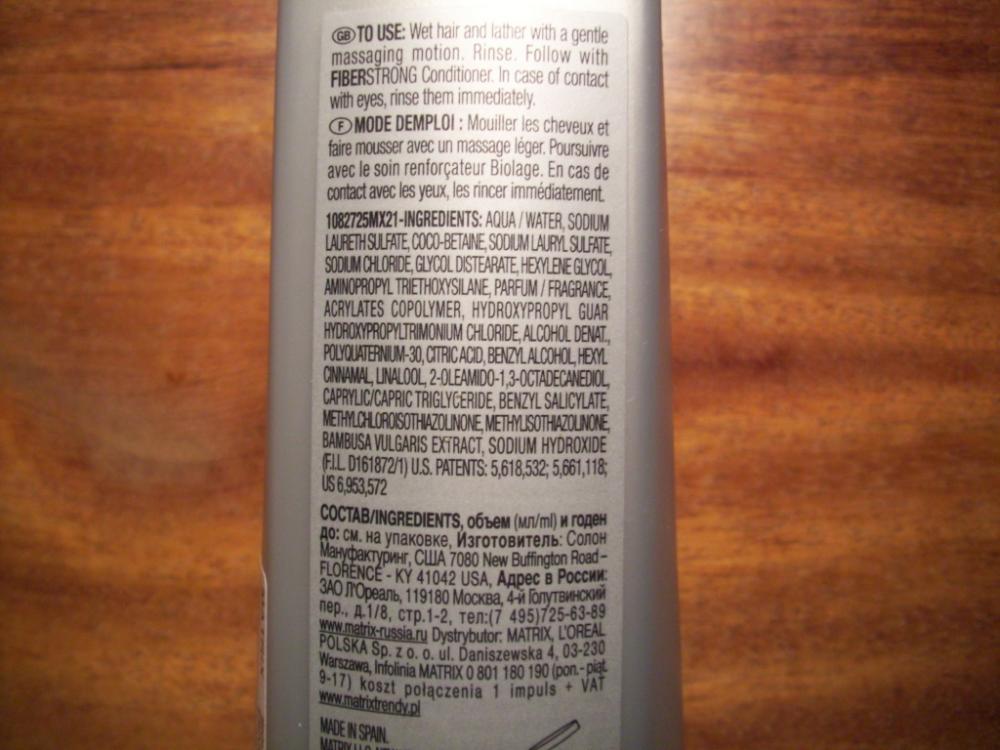 GB TO USE: Wet hair and lather with a gentle
massaging motion. Rinse. Follow with
FIBERSTRONG Conditioner. In case of contact
with eyes, rinse them immediately.
F MODE DEMPLOI : Mouiller les cheveux et
faire mousser avec un massage léger. Poursuivre
avec le soin renforçateur Biolage. En cas de
contact avec les yeux, les rincer immédiatement.
1082725MX21-INGREDIENTS: AQUA / WATER, SODIUM
LAURETH SULFATE, COCO-BETAINE, SODIUM LAURYL SULFATE,
SODIUM CHLORIDE, GLYCOL DISTEARATE, HEXYLENE GLYCOL,
AMINOPROPYL TRIETHOXYSILANE, PARFUM / FRAGRANCE,
ACRYLATES COPOLYMER, HYDROXYPROPYL GUAR
HYDROXYPROPYLTRIMONIUM CHLORIDE, ALCOHOL DENAT.,
POLYQUATERNIUM-30, CITRIC ACID, BENZYL ALCOHOL, HEXYL
CINNAMAL, LINALOOL, 2-OLEAMIDO-1,3-OCTADECANEDIOL,
CAPRYLIC/CAPRIC TRIGLYCERIDE, BENZYL SALICYLATE,
METHYLCHLOROISOTHIAZOLINONE, METHYLISOTHIAZOLINONE,
BAMBUSA VULGARIS EXTRACT, SODIUM HYDROXIDE
(F.I.L. D161872/1) U.S. PATENTS: 5,618,532; 5,661,118;
US 6,953,572
СОСТАВ/INGREDIENTS, объем (мл/ml) и годен
до: см. на упаковке, Изготовитель: Солон
Мануфактуринг, США 7080 New Buffington Road –
FLORENCE - KY 41042 USA, Адрес в России:
ЗАО Л'Ореаль, 119180 Москва, 4-й Голутвинский
пер., д.1/8, стр.1-2, тел:(7 495)725-63-89
www.matrix-russia.ru Dystrybutor: MATRIX, L'OREAL
POLSKA Sp. z o. o. ul. Daniszewska 4, 03-230
Warszawa, Infolinia MATRIX 0 801 180 190 (pon.- piąt.
9-17) koszt połączenia 1 impuls + VAT
www.matrixtrendy.pl
MADE IN SPAIN.